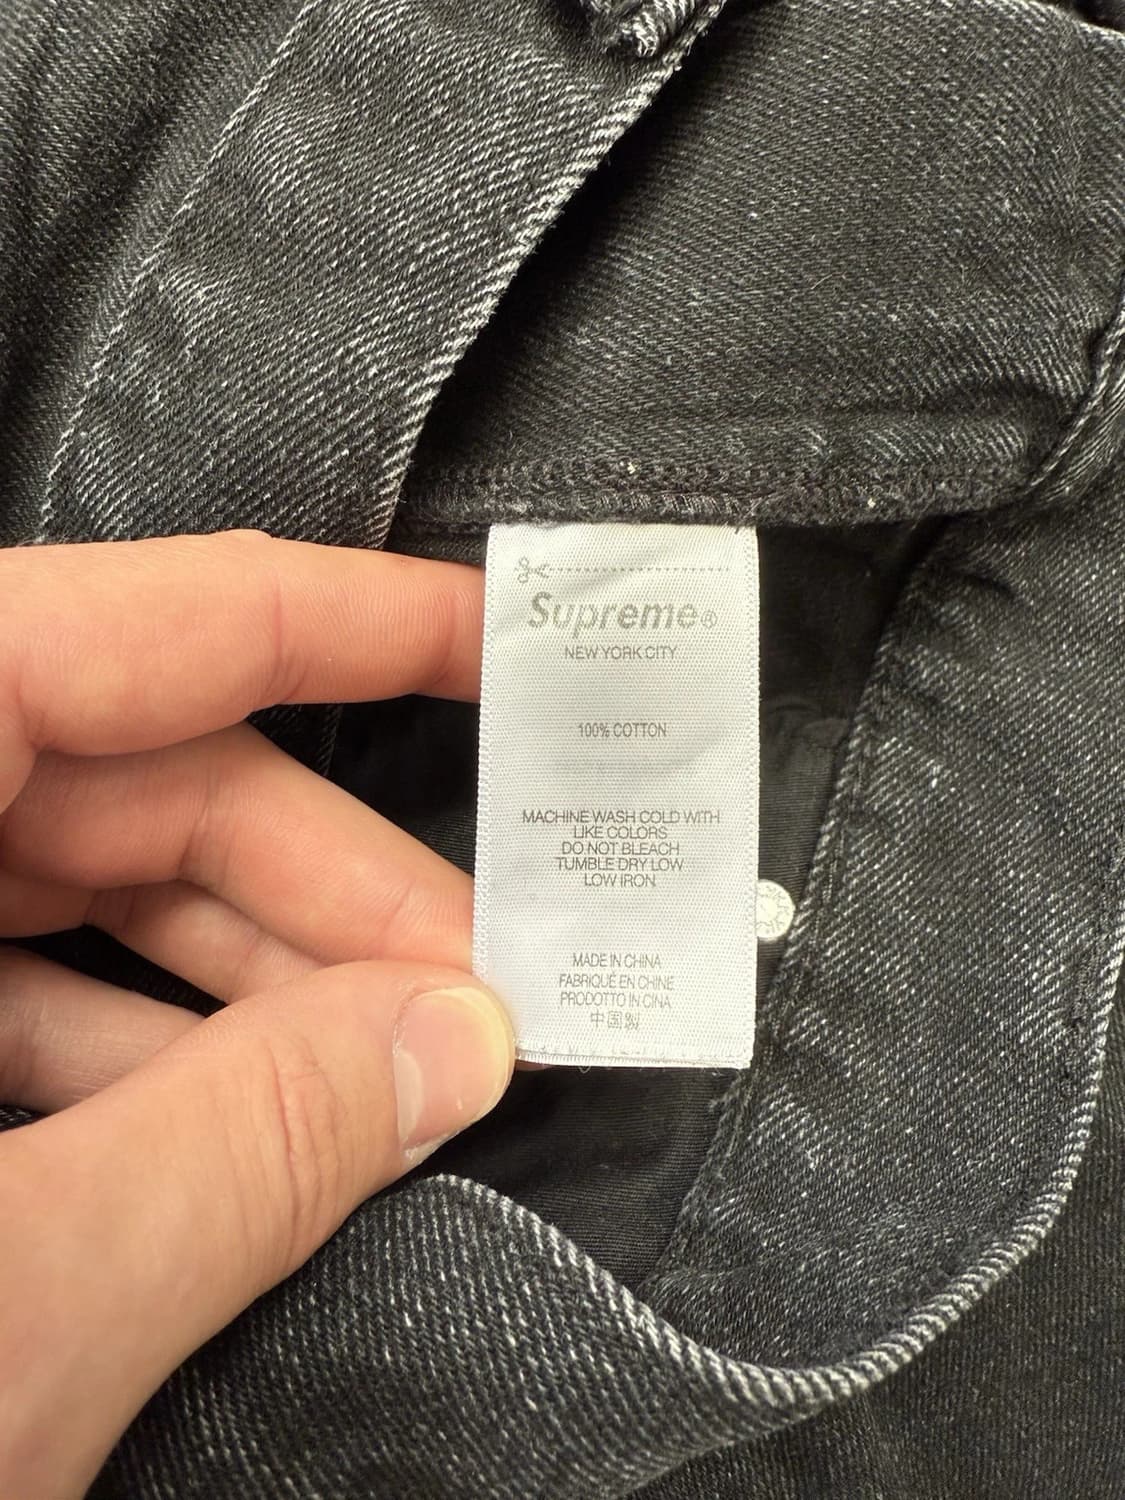 Supreme®
NEW YORK CITY
100% COTTON
MACHINE WASH COLD WITH
LIKE COLORS
DO NOT BLEACH
TUMBLE DRY LOW
LOW IRON
MADE IN CHINA
FABRIQUÉ EN CHINE
PRODOTTO IN CINA
中国製